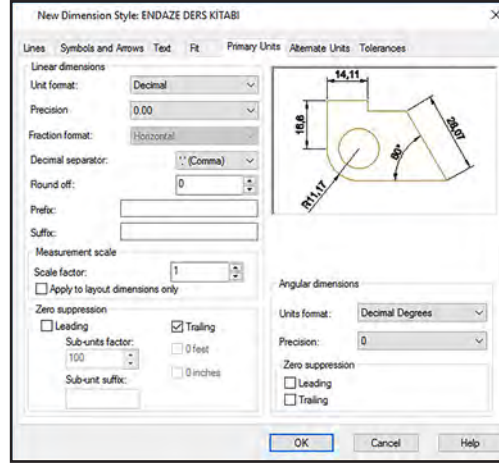 New Dimension Style: ENDAZE DERS KİTABI
Lines Symbols and Arrows Text Fit Primary Units Alternate Units Tolerances
Linear dimensions
Unit format: Decimal
Precision 0.00
Fraction format: Horizontal
Decimal separator: ',' (Comma)
Round off: 0
Prefix:
Suffix:
Measurement scale
Scale factor: 1
Apply to layout dimensions only
Zero suppression
Leading
Trailing
Sub-units factor:
100
0 feet
0 inches
Sub-unit suffix:
14,11
16,6
28,07
60°
R11,17
Angular dimensions
Units format: Decimal Degrees
Precision: 0
Zero suppression
Leading
Trailing
OK Cancel Help